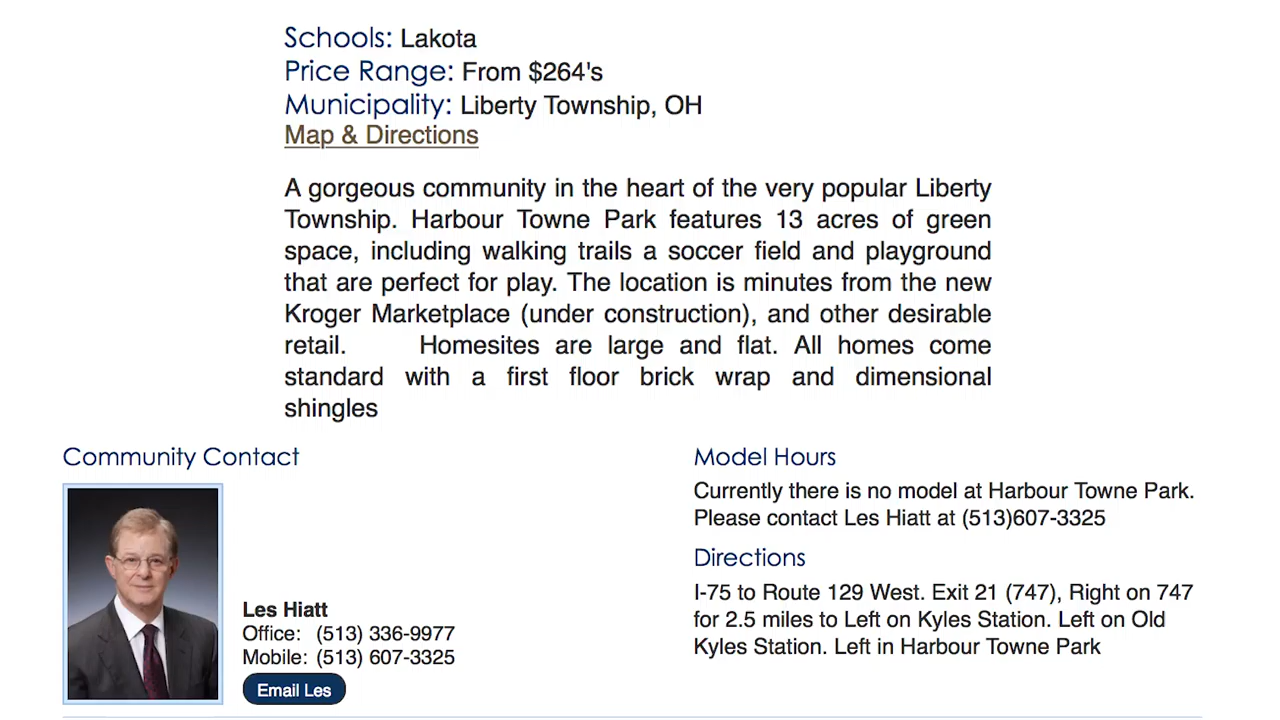 Schools: Lakota
Price Range: From $264's
Municipality: Liberty Township, OH
Map & Directions
A gorgeous community in the heart of the very popular Liberty
Township. Harbour Towne Park features 13 acres of green
space, including walking trails a soccer field and playground
that are perfect for play. The location is minutes from the new
Kroger Marketplace (under construction), and other desirable
retail. Homesites are large and flat. All homes come
standard with a first floor brick wrap and dimensional
shingles
Community Contact
Les Hiatt
Office: (513) 336-9977
Mobile: (513) 607-3325
Email Les
Model Hours
Currently there is no model at Harbour Towne Park.
Please contact Les Hiatt at (513)607-3325
Directions
I-75 to Route 129 West. Exit 21 (747), Right on 747
for 2.5 miles to Left on Kyles Station. Left on Old
Kyles Station. Left in Harbour Towne Park